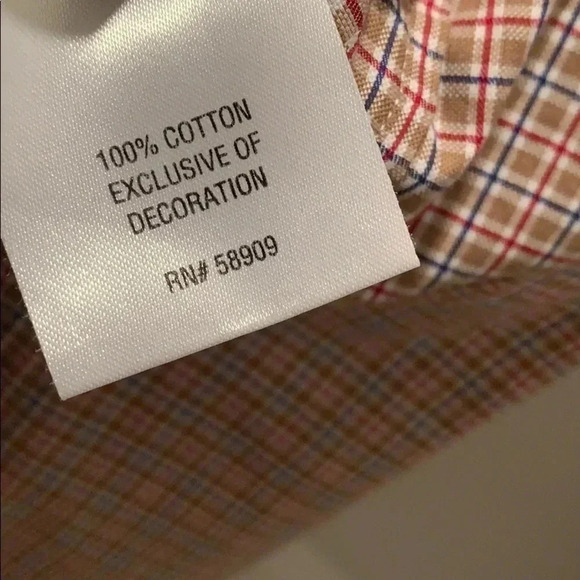 100% COTTON
EXCLUSIVE OF
DECORATION
RN# 58909